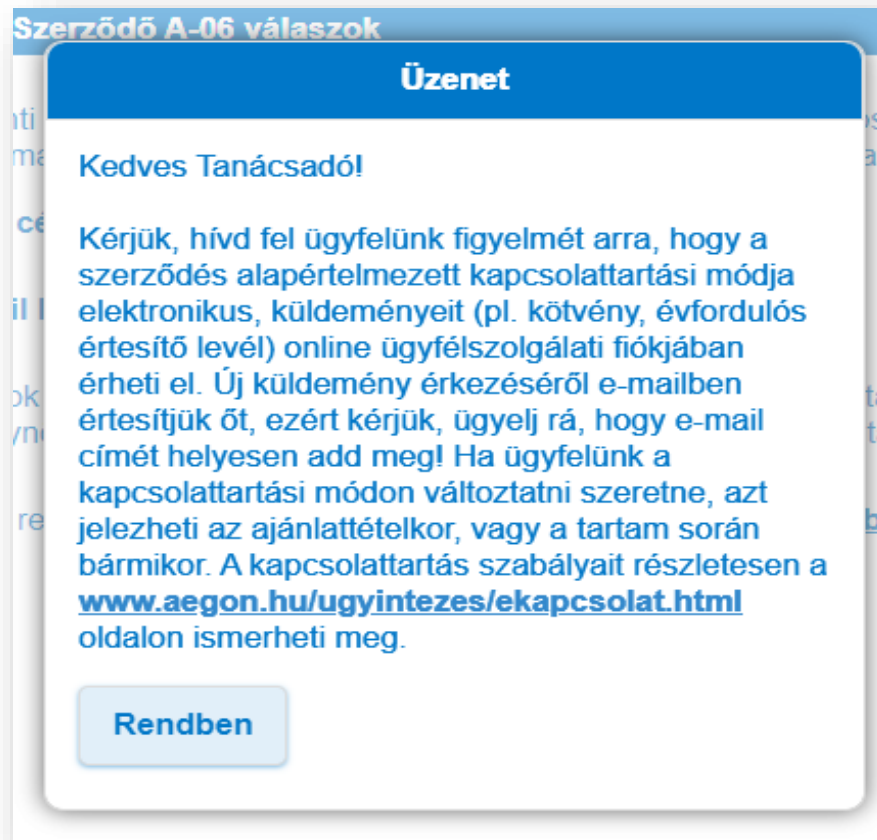 Szerződő A-06 válaszok
Üzenet
Kedves Tanácsadó!
Kérjük, hívd fel ügyfelünk figyelmét arra, hogy a
szerződés alapértelmezett kapcsolattartási módja
elektronikus, küldeményeit (pl. kötvény, évfordulós
értesítő levél) online ügyfélszolgálati fiókjában
érheti el. Új küldemény érkezéséről e-mailben
értesítjük őt, ezért kérjük, ügyelj rá, hogy e-mail
címét helyesen add meg! Ha ügyfelünk a
kapcsolattartási módon változtatni szeretne, azt
jelezheti az ajánlattételkor, vagy a tartam során
bármikor. A kapcsolattartás szabályait részletesen a
www.aegon.hu/ugyintezes/ekapcsolat.html
oldalon ismerheti meg.
Rendben